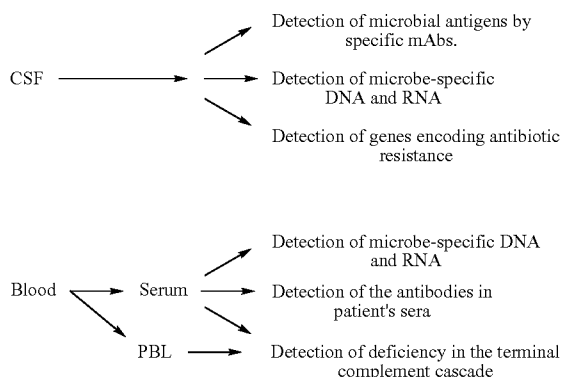 Detection of microbial antigens by
specific mAbs.
CSF
Detection of microbe-specific
DNA and RNA
Detection of genes encoding antibiotic
resistance
Detection of microbe-specific DNA
and RNA
Blood
Serum
Detection of the antibodies in
patient's sera
PBL
Detection of deficiency in the terminal
complement cascade